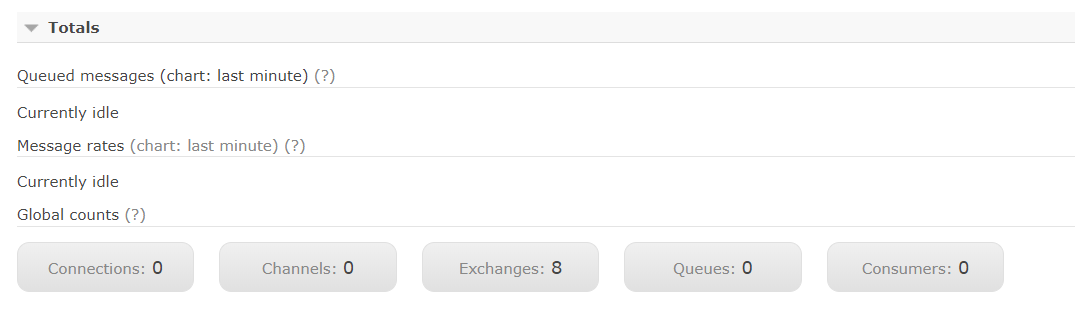 Totals
Queued messages (chart: last minute) (?)
Currently idle
Message rates (chart: last minute) (?)
Currently idle
Global counts (?)
Connections: 0 Channels: 0 Exchanges: 8 Queues: 0 Consumers: 0